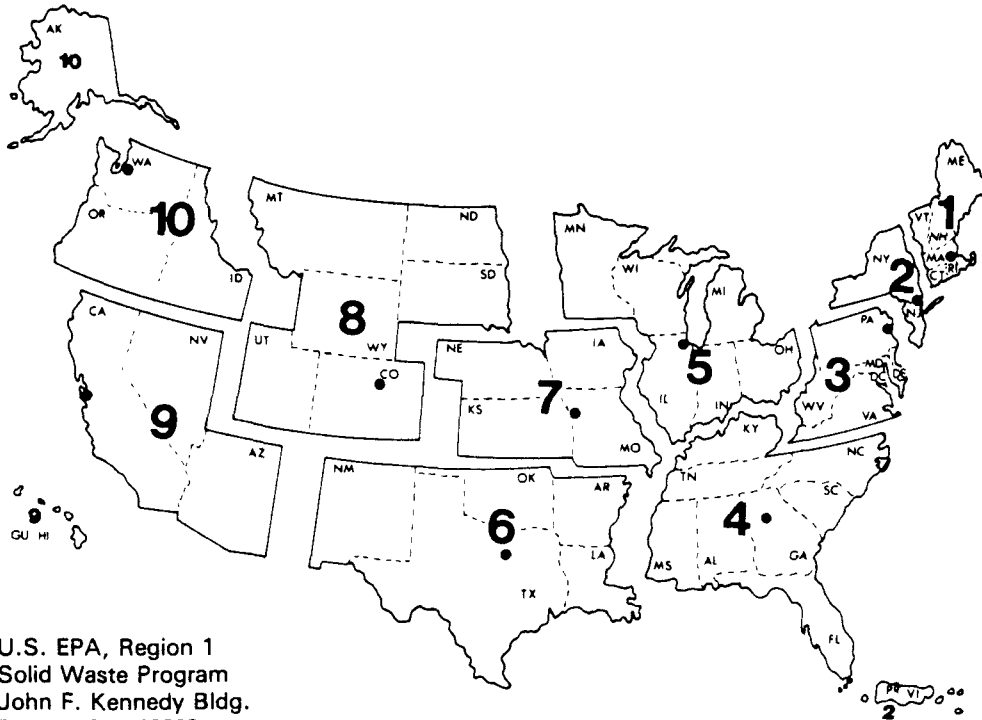 AK
10
WA
OR
10
ID
MT
ND
SD
8
WY
UT
CO
CA
NV
9
AZ
9
GU HI
NE
IA
KS
7
MO
NM
OK
AR
6
LA
TX
MN
WI
MI
5
IL
IN
OH
KY
TN
NC
SC
4
MS
AL
GA
FL
ME
VT
1
NH
MA
RI
CT
NY
2
NJ
PA
MD
DE
DC
3
WV
VA
PR VI
2
U.S. EPA, Region 1
Solid Waste Program
John F. Kennedy Bldg.